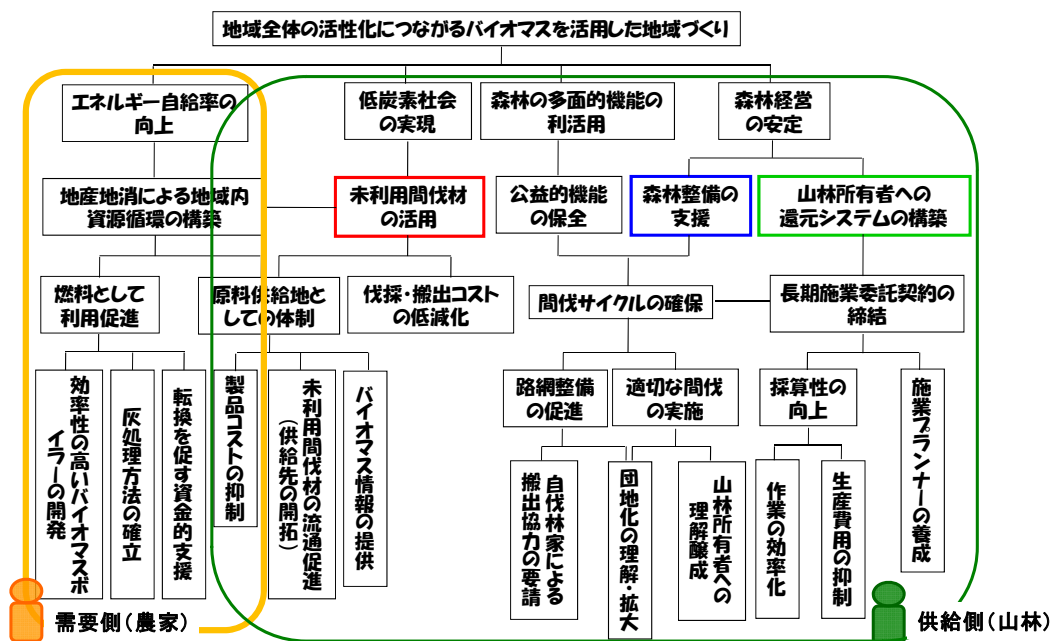 地域全体の活性化につながるバイオマスを活用した地域づくり
エネルギー自給率の
向上
低炭素社会
の実現
森林の多面的機能の
利活用
森林経営
の安定
地産地消による地域内
資源循環の構築
未利用間伐材
の活用
公益的機能
の保全
森林整備の
支援
山林所有者への
還元システムの構築
燃料として
利用促進
原料供給地と
しての体制
伐採・搬出コスト
の低減化
間伐サイクルの確保
長期施業委託契約の
締結
効率性の高いバイオマスボ
イラーの開発
灰処理方法の確立
転換を促す資金的支援
製品コストの抑制
未利用間伐材の流通促進
(供給先の開拓)
バイオマス情報の提供
路網整備
の促進
適切な間伐
の実施
採算性の
向上
施業プランナーの養成
自伐林家による
搬出協力の要請
団地化の理解・拡大
山林所有者への
理解醸成
作業の効率化
生産費用の抑制
需要側(農家)
供給側(山林)